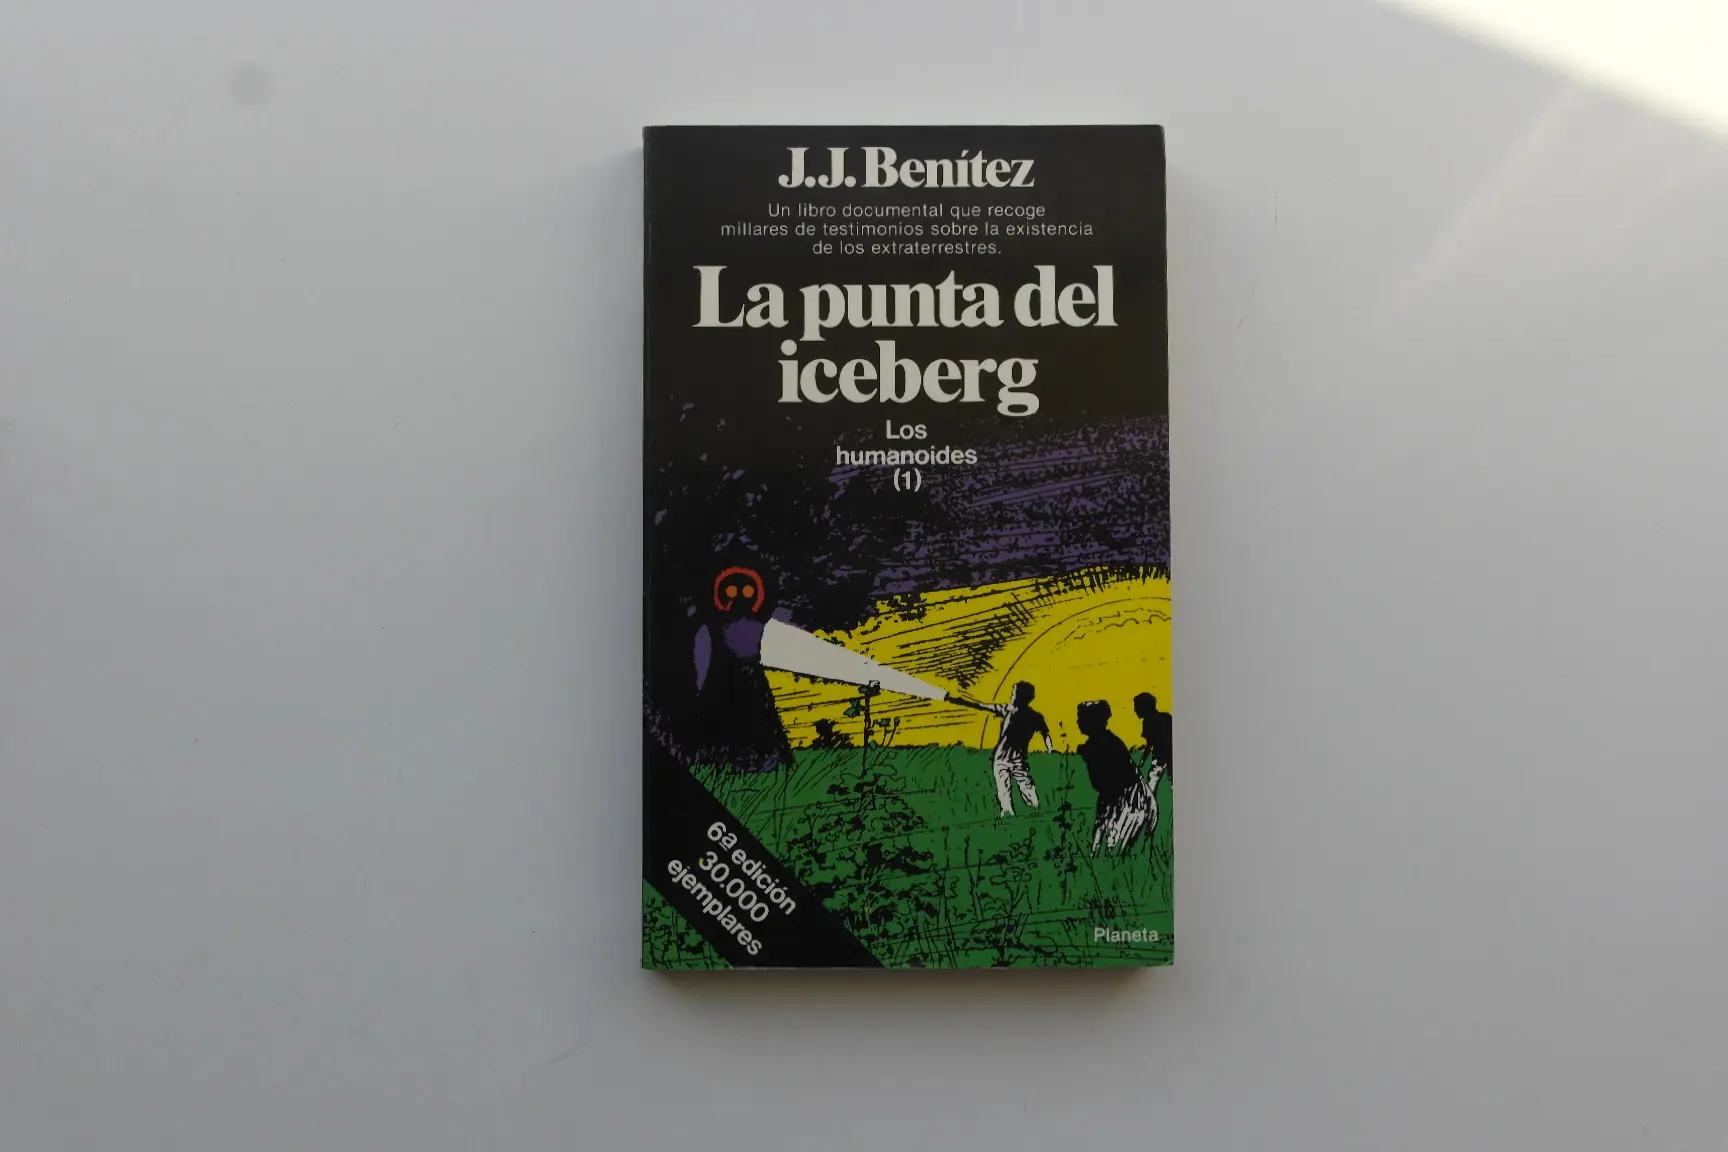 J.J. Benítez
Un libro documental que recoge
millares de testimonios sobre la existencia
de los extraterrestres.
La punta del
iceberg
Los
humanoides
(1)
6ª edición
30.000
ejemplares
Planeta